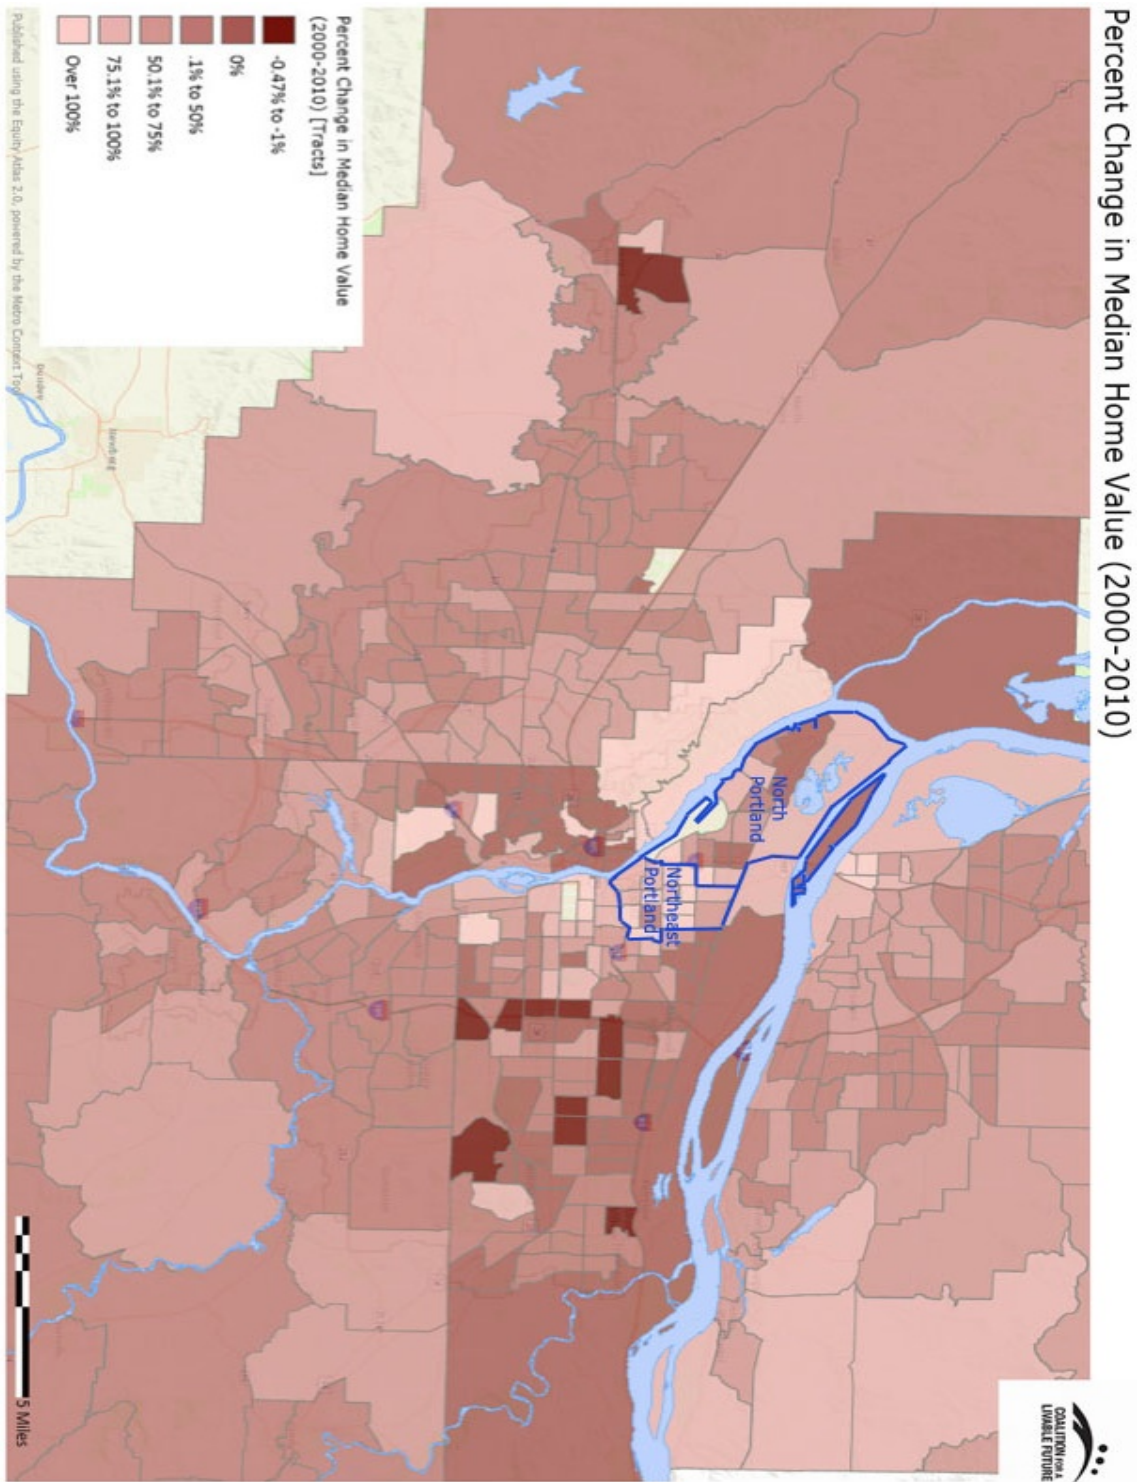 Percent Change in Median Home Value (2000-2010)
COALITION FOR A
LIVABLE FUTURE
North
Portland
Northeast
Portland
Newberg
Dundee
Percent Change in Median Home Value
(2000-2010) [Tracts]
-0.47% to -1%
0%
.1% to 50%
50.1% to 75%
75.1% to 100%
Over 100%
5 Miles
Published using the Equity Atlas 2.0, powered by the Metro Context Tool